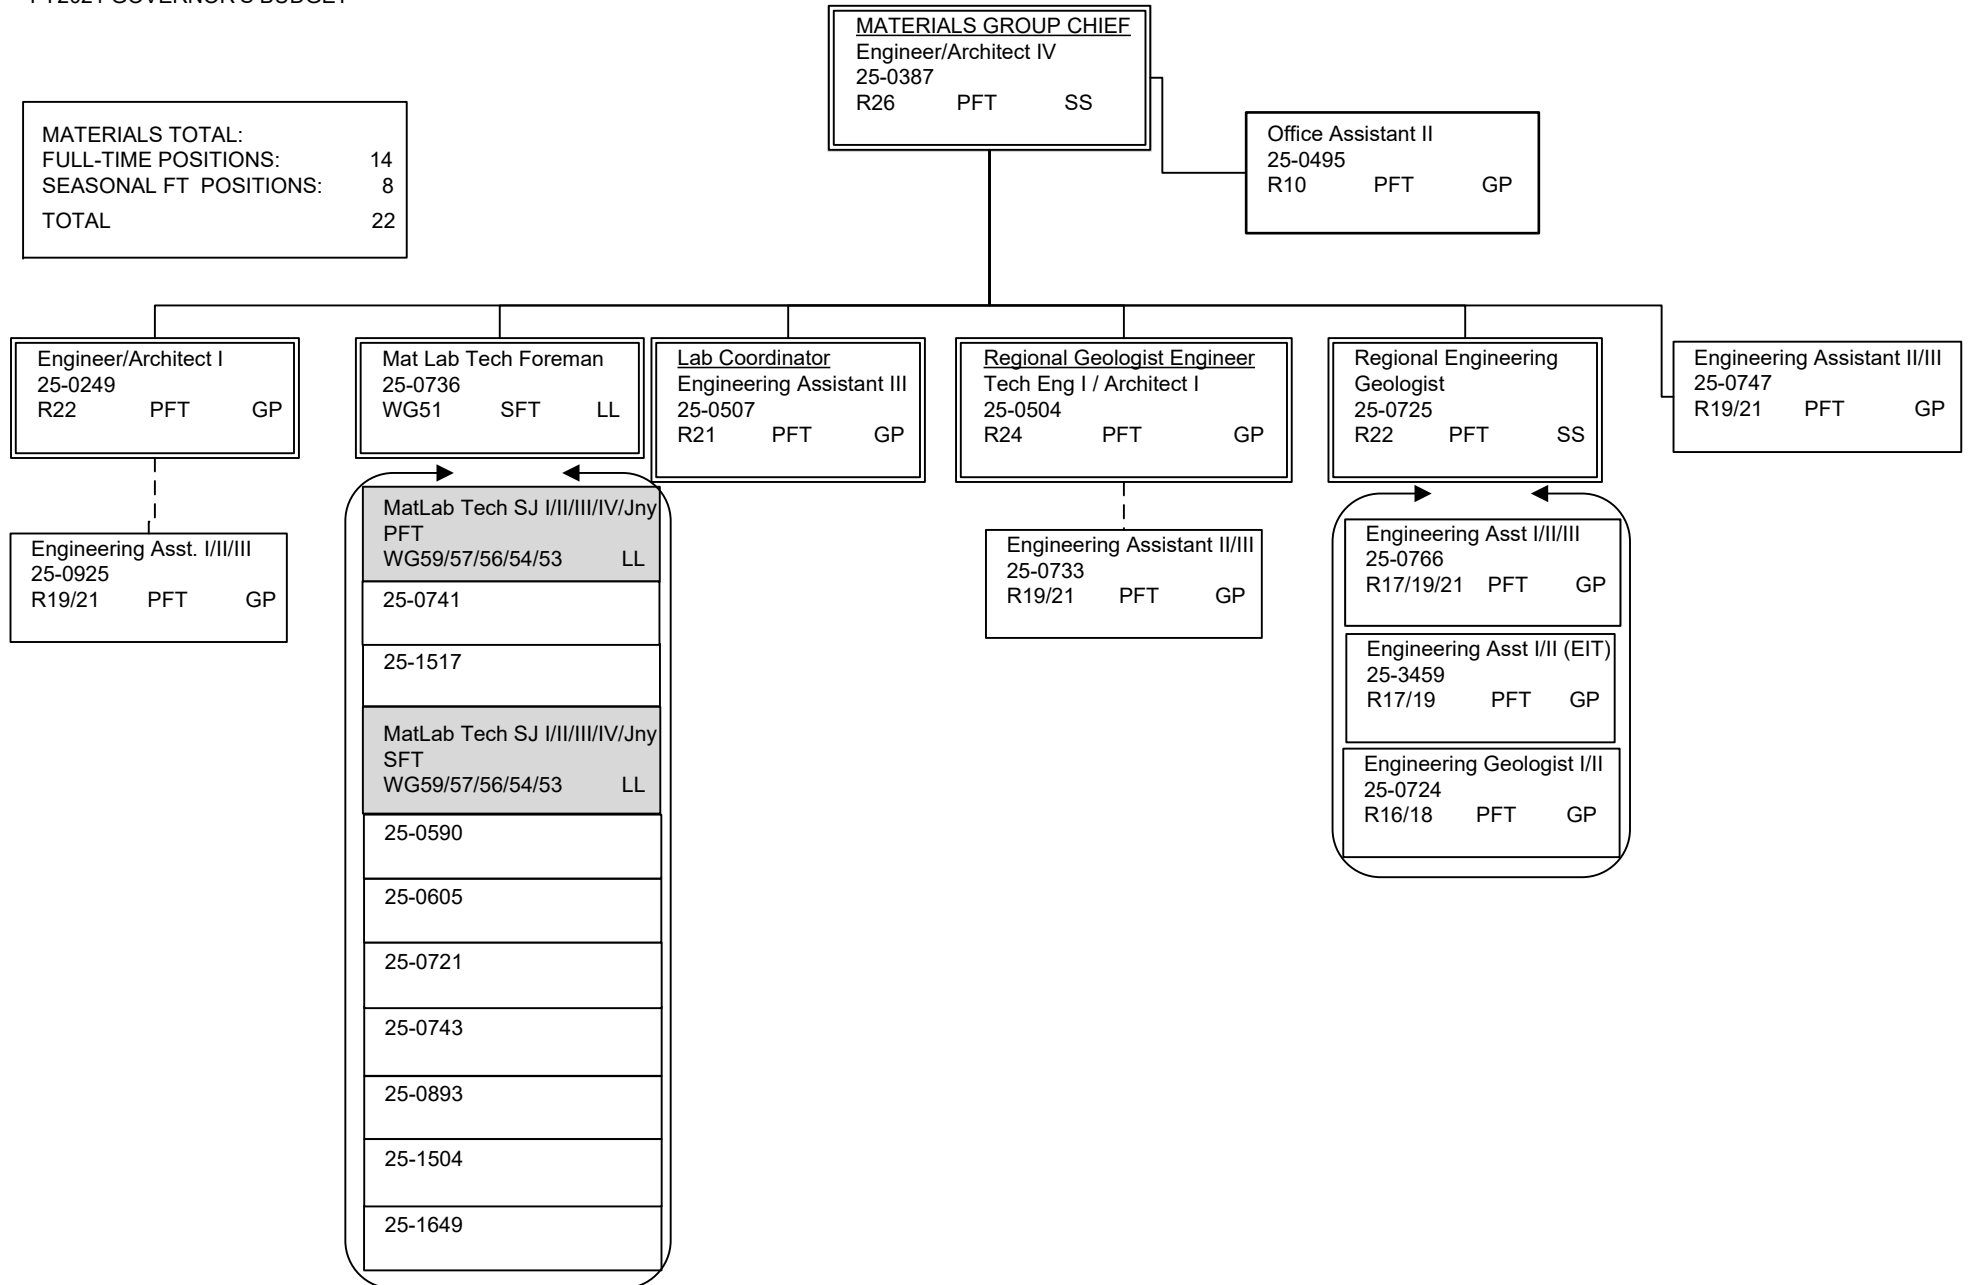 FY2021 GOVERNOR'S BUDGET
MATERIALS GROUP CHIEF
Engineer/Architect IV
25-0387
R26 PFT SS
MATERIALS TOTAL:
FULL-TIME POSITIONS: 14
SEASONAL FT POSITIONS: 8
TOTAL 22
Office Assistant II
25-0495
R10 PFT GP
Engineer/Architect I
25-0249
R22 PFT GP
Mat Lab Tech Foreman
25-0736
WG51 SFT LL
Lab Coordinator
Engineering Assistant III
25-0507
R21 PFT GP
Regional Geologist Engineer
Tech Eng I / Architect I
25-0504
R24 PFT GP
Regional Engineering
Geologist
25-0725
R22 PFT SS
Engineering Assistant II/III
25-0747
R19/21 PFT GP
Engineering Asst. I/II/III
25-0925
R19/21 PFT GP
MatLab Tech SJ I/II/III/IV/Jny
PFT
WG59/57/56/54/53 LL
25-0741
25-1517
MatLab Tech SJ I/II/III/IV/Jny
SFT
WG59/57/56/54/53 LL
25-0590
25-0605
25-0721
25-0743
25-0893
25-1504
25-1649
Engineering Assistant II/III
25-0733
R19/21 PFT GP
Engineering Asst I/II/III
25-0766
R17/19/21 PFT GP
Engineering Asst I/II (EIT)
25-3459
R17/19 PFT GP
Engineering Geologist I/II
25-0724
R16/18 PFT GP